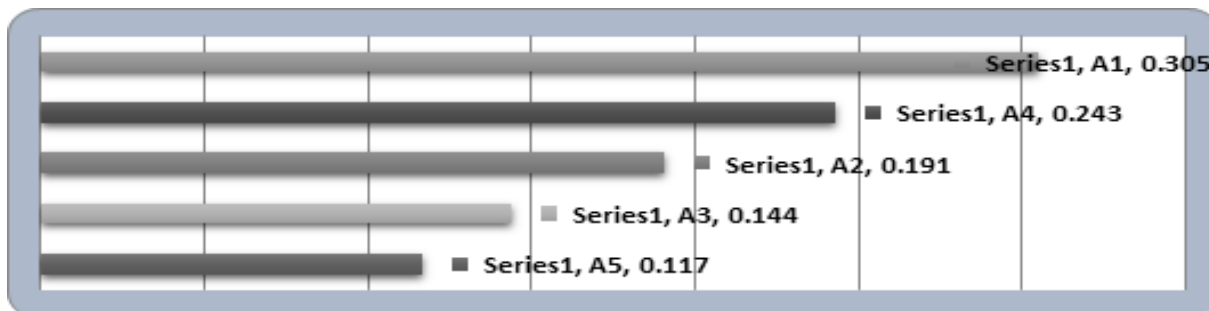 Series1, A1, 0.305
Series1, A4, 0.243
Series1, A2, 0.191
Series1, A3, 0.144
Series1, A5, 0.117